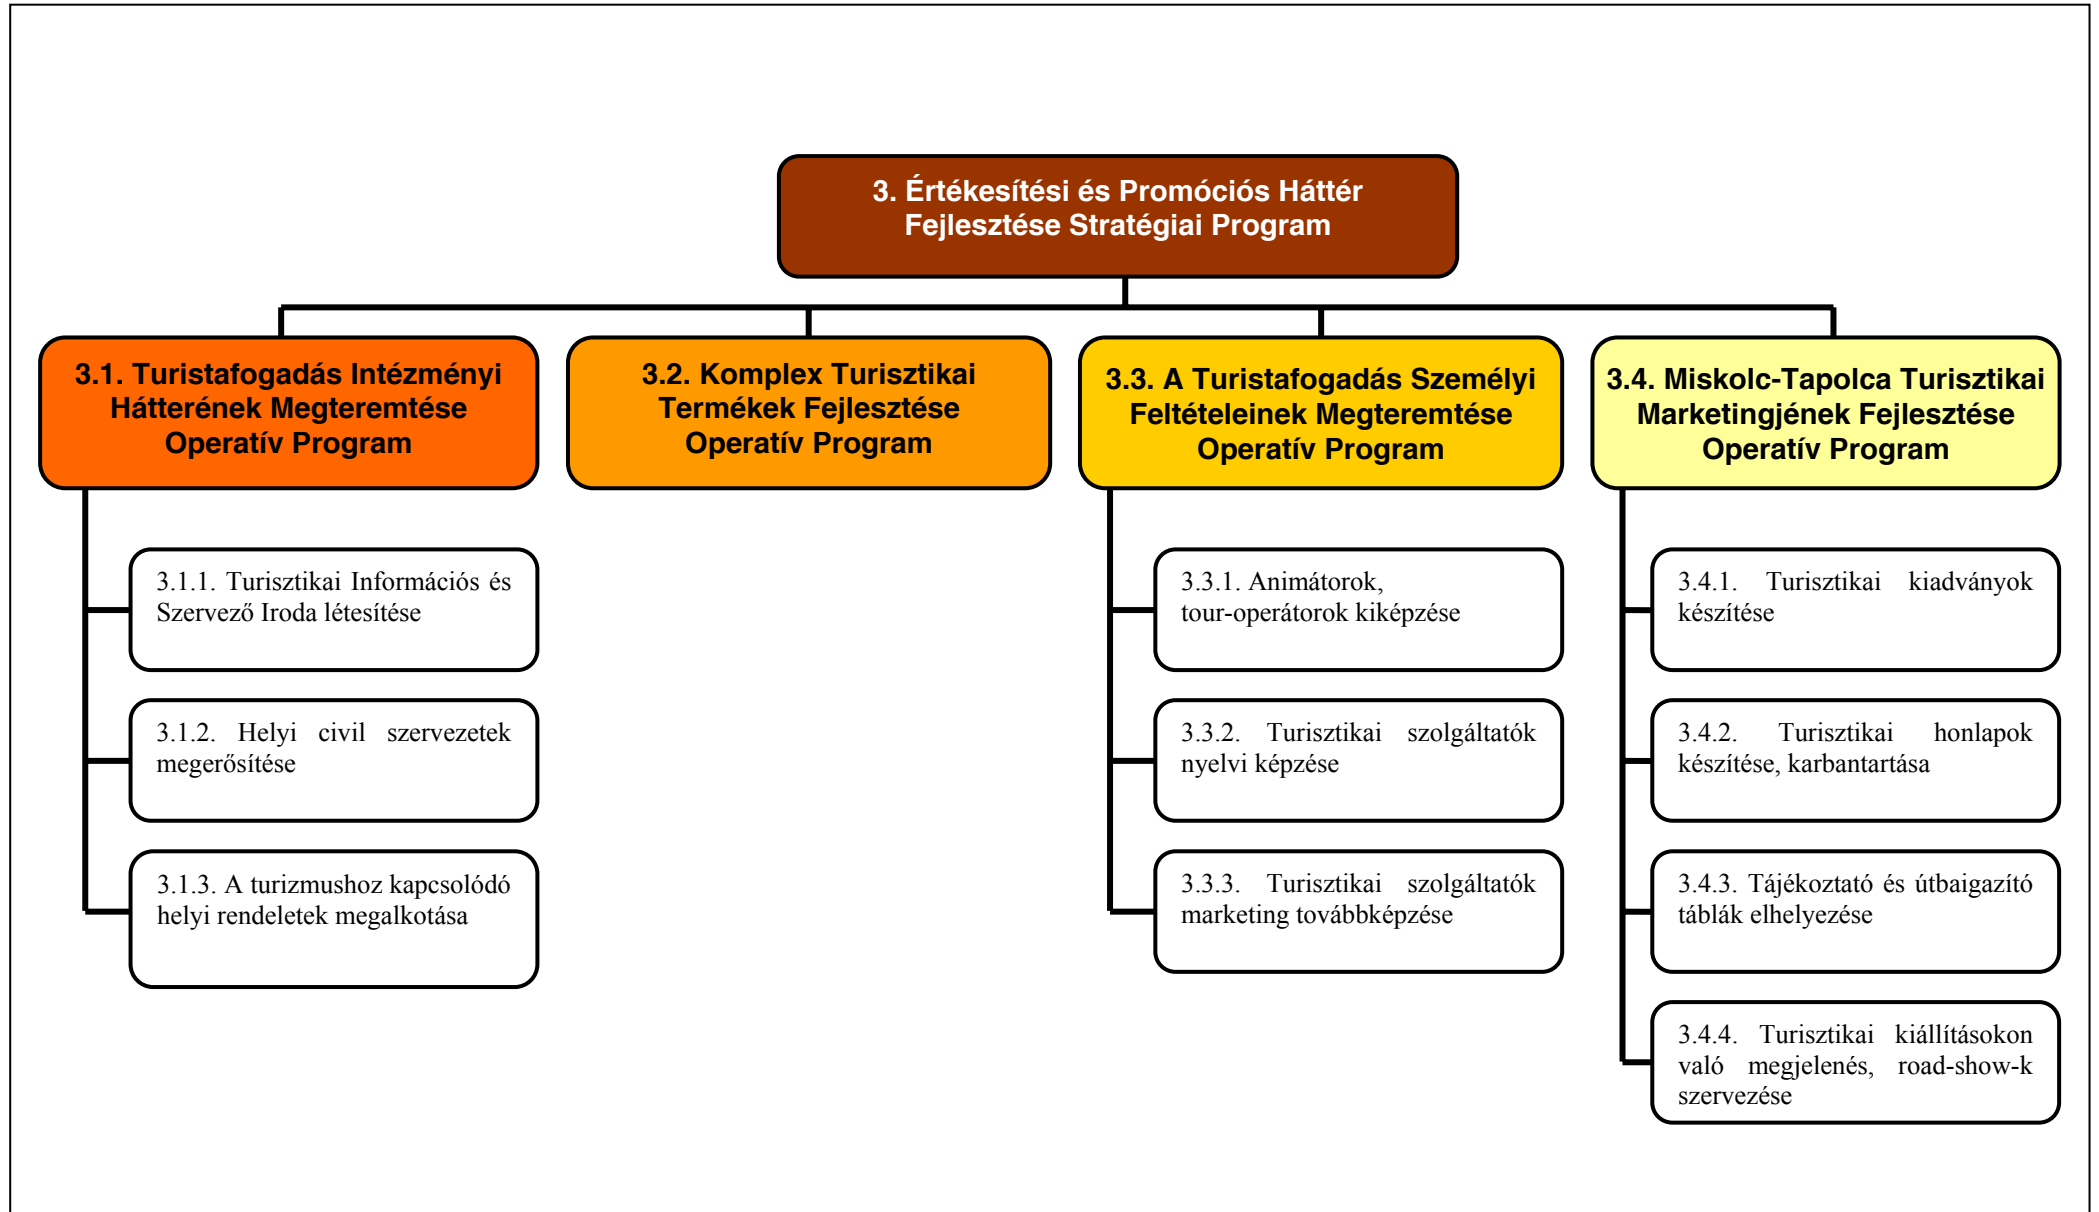 3. Értékesítési és Promóciós Háttér
Fejlesztése Stratégiai Program
3.1. Turistafogadás Intézményi
Hátterének Megteremtése
Operatív Program
3.2. Komplex Turisztikai
Termékek Fejlesztése
Operatív Program
3.3. A Turistafogadás Személyi
Feltételeinek Megteremtése
Operatív Program
3.4. Miskolc-Tapolca Turisztikai
Marketingjének Fejlesztése
Operatív Program
3.1.1. Turisztikai Információs és
Szervező Iroda létesítése
3.1.2. Helyi civil szervezetek
megerősítése
3.1.3. A turizmushoz kapcsolódó
helyi rendeletek megalkotása
3.3.1. Animátorok,
tour-operátorok kiképzése
3.3.2. Turisztikai szolgáltatók
nyelvi képzése
3.3.3. Turisztikai szolgáltatók
marketing továbbképzése
3.4.1. Turisztikai kiadványok
készítése
3.4.2. Turisztikai honlapok
készítése, karbantartása
3.4.3. Tájékoztató és útbaigazító
táblák elhelyezése
3.4.4. Turisztikai kiállításokon
való megjelenés, road-show-k
szervezése